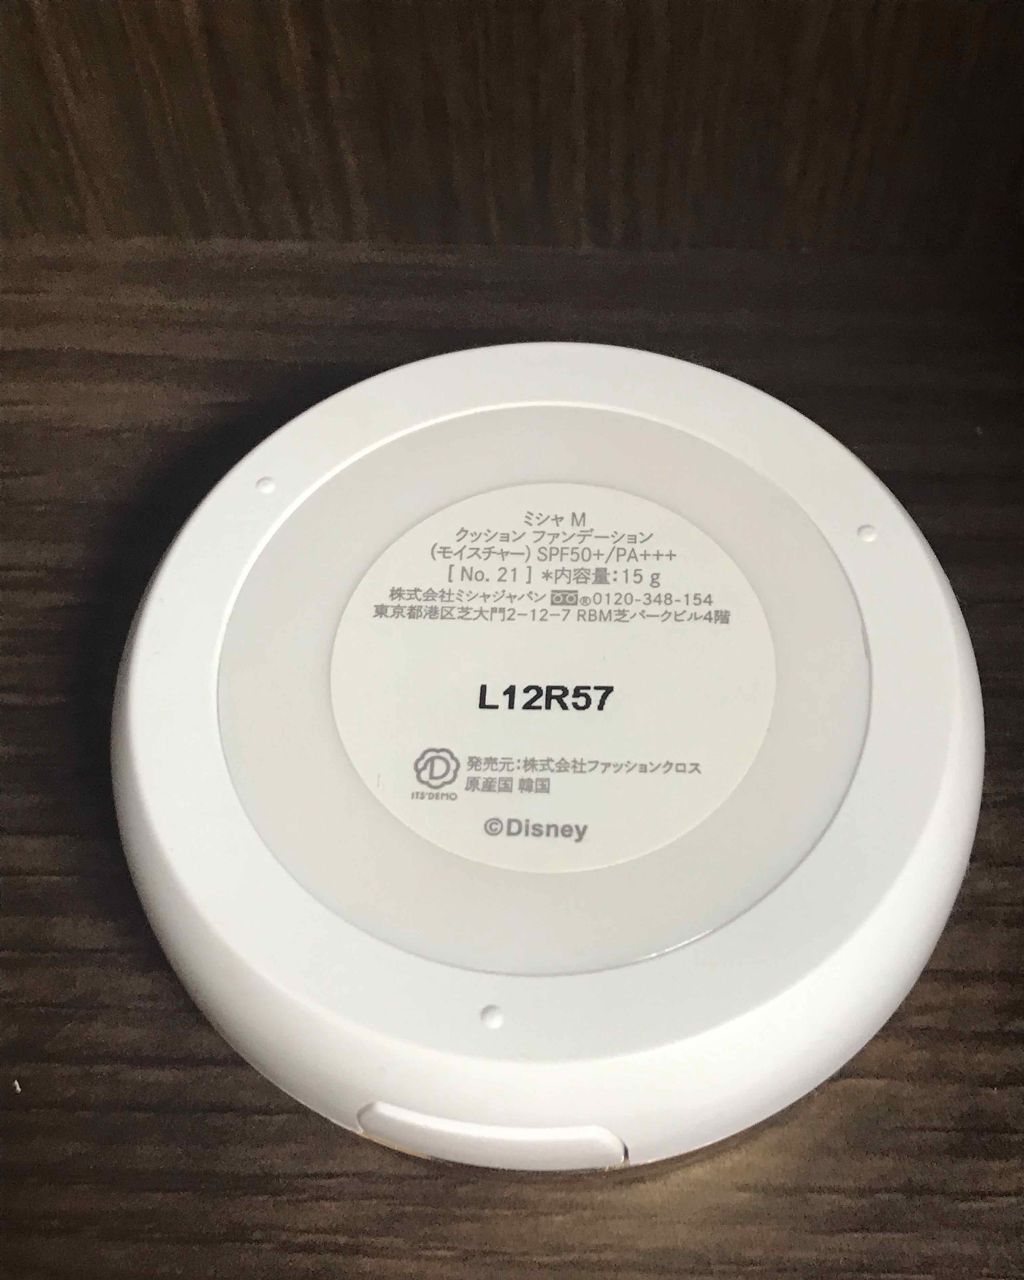 ミシャ M
クッション ファンデーション
(モイスチャー) SPF50+/PA+++
[ No. 21 ] *内容量:15 g
株式会社ミシャジャパン ®0120-348-154
東京都港区芝大門2-12-7 RBM芝パークビル4階
L12R57
発売元:株式会社ファッションクロス
原産国 韓国
ITS'DEMO
©Disney